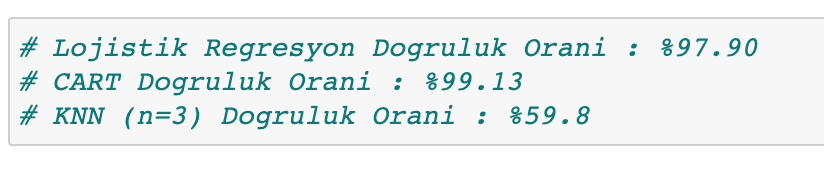 # Lojistik Regresyon Dogruluk Orani : %97.90
# CART Dogruluk Orani : %99.13
# KNN (n=3) Dogruluk Orani : %59.8